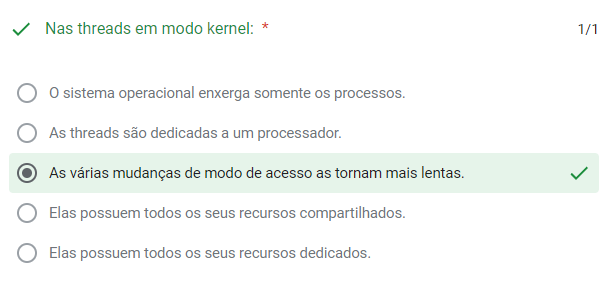 Nas threads em modo kernel: * 1/1
O sistema operacional enxerga somente os processos.
As threads são dedicadas a um processador.
As várias mudanças de modo de acesso as tornam mais lentas.
Elas possuem todos os seus recursos compartilhados.
Elas possuem todos os seus recursos dedicados.